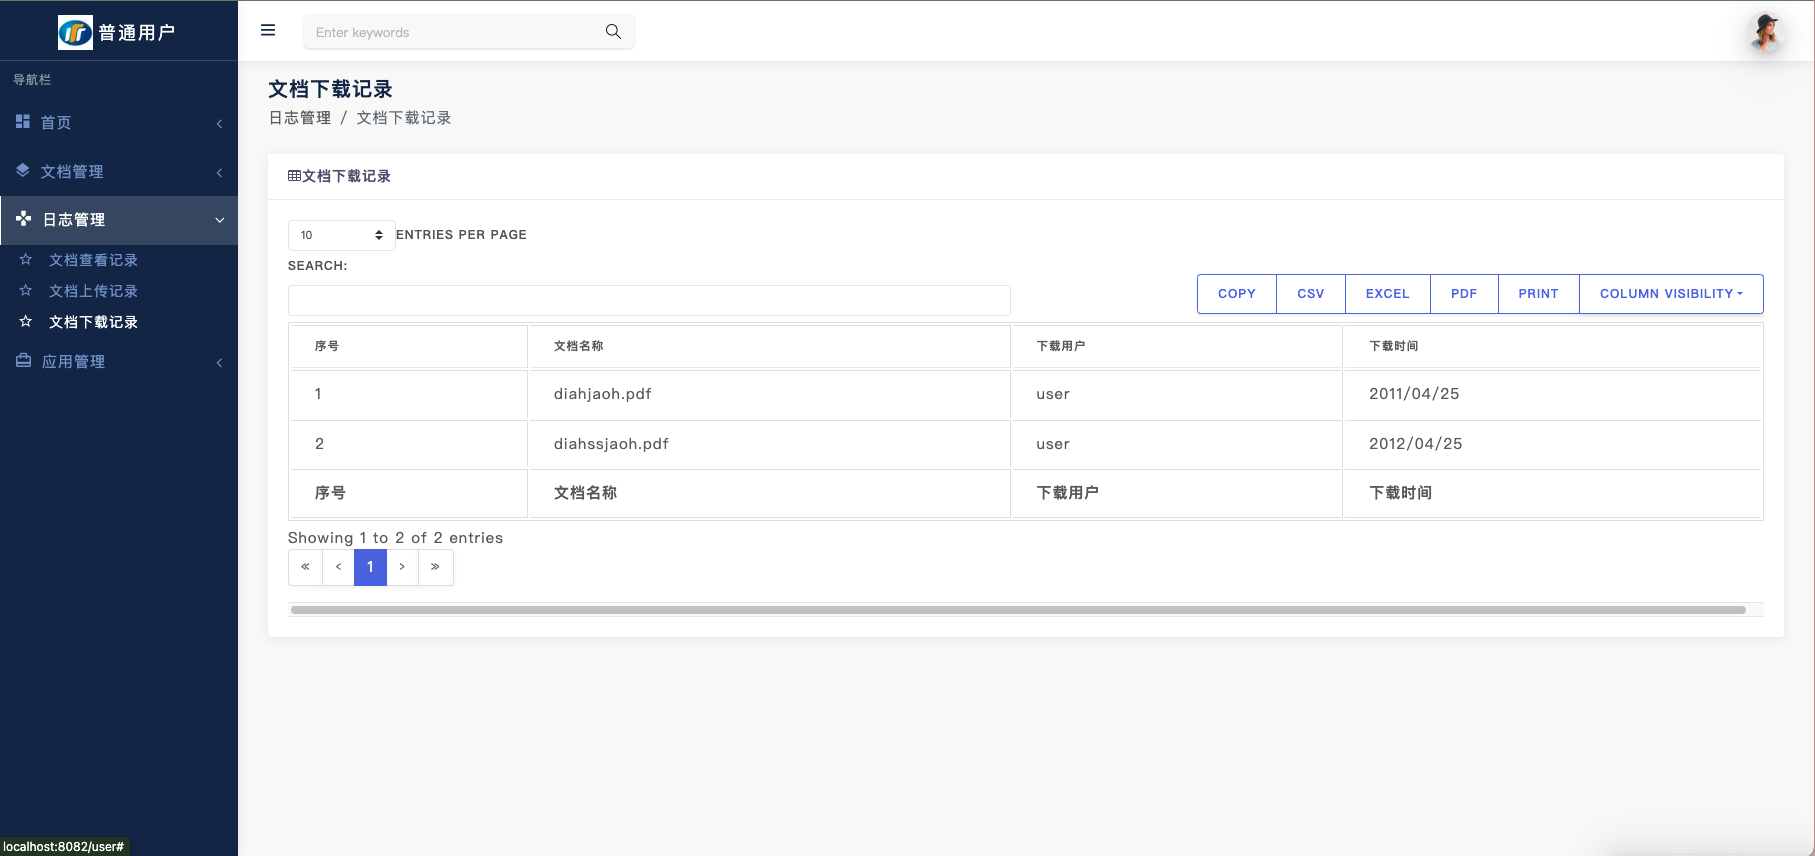 普通用户
Enter keywords
导航栏
首页
文档管理
日志管理
文档查看记录
文档上传记录
文档下载记录
应用管理
文档下载记录
日志管理 / 文档下载记录
文档下载记录
10 ENTRIES PER PAGE
SEARCH:
COPY CSV EXCEL PDF PRINT COLUMN VISIBILITY
序号 文档名称 下载用户 下载时间
1 diahjaoh.pdf user 2011/04/25
2 diahssjaoh.pdf user 2012/04/25
序号 文档名称 下载用户 下载时间
Showing 1 to 2 of 2 entries
« ‹ 1 › »
localhost:8082/user#